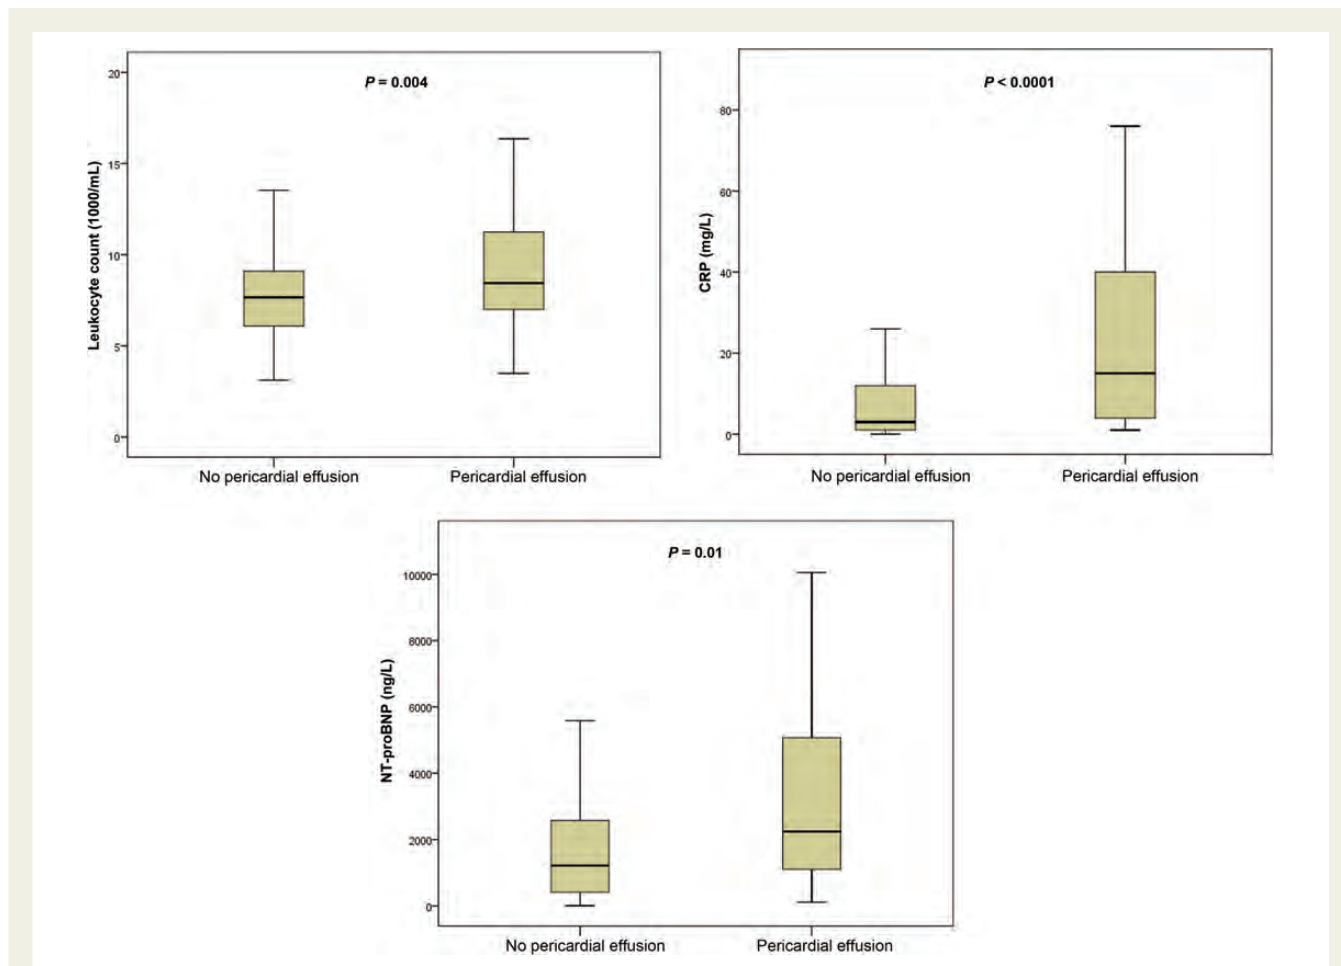 P = 0.004
20
15
10
5
0
Leukocyte count (1000/mL)
No pericardial effusion Pericardial effusion
P < 0.0001
80
60
40
20
0
CRP (mg/L)
No pericardial effusion Pericardial effusion
P = 0.01
10000
8000
6000
4000
2000
0
NT-proBNP (ng/L)
No pericardial effusion Pericardial effusion